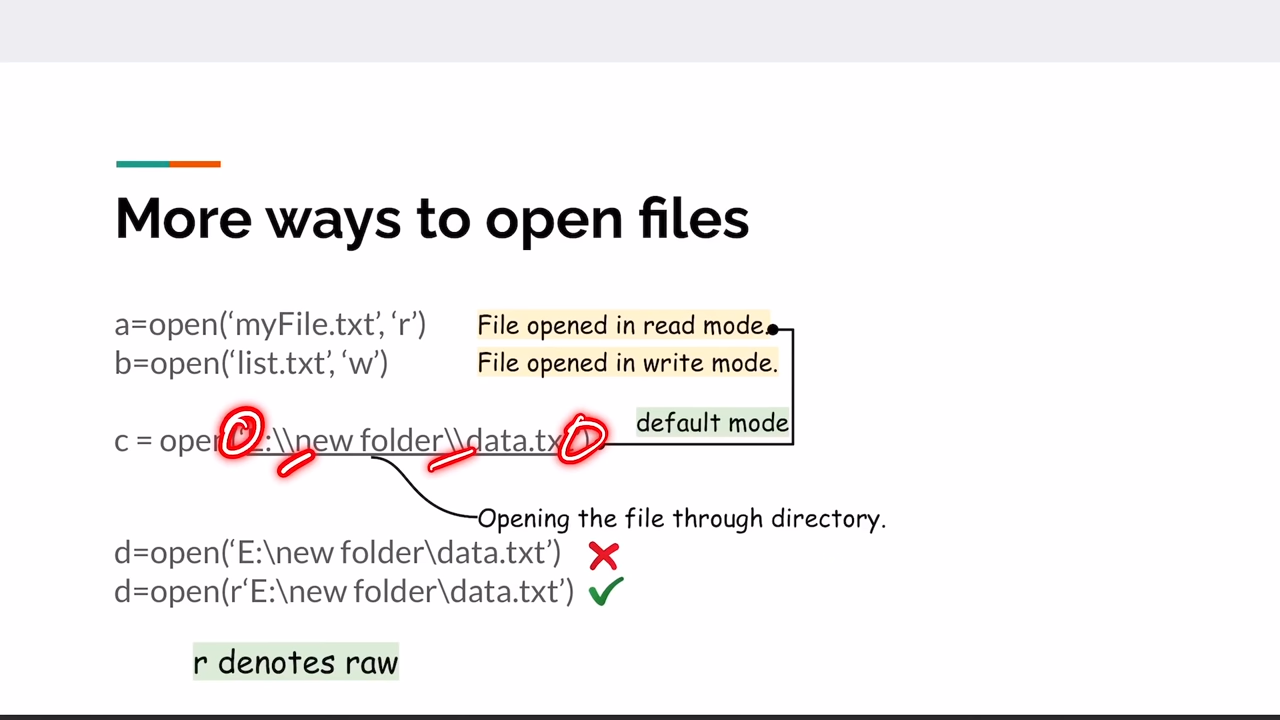 More ways to open files
a=open(‘myFile.txt’, ‘r’) File opened in read mode.
b=open(‘list.txt’, ‘w’) File opened in write mode.
default mode
c = open(‘E:\\new folder\\data.txt’)
Opening the file through directory.
d=open(‘E:\new folder\data.txt’)
d=open(r‘E:\new folder\data.txt’)
r denotes raw